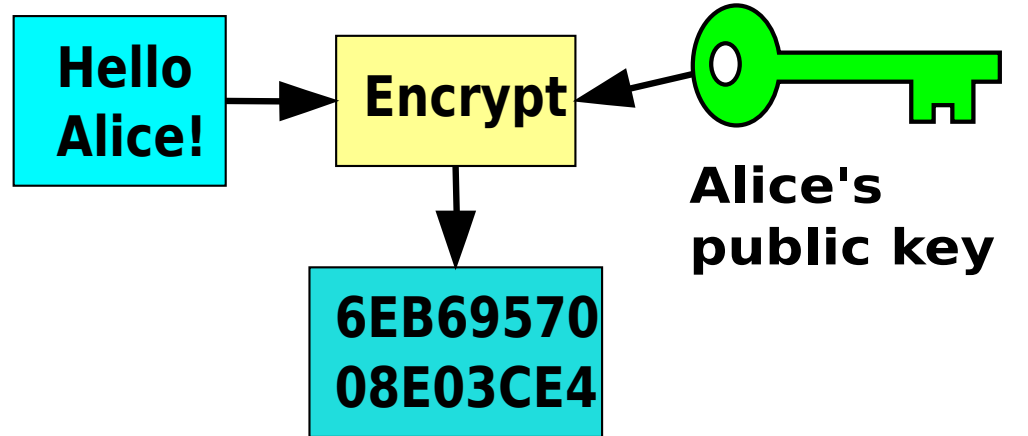 Hello
Alice!
Encrypt
Alice's
public key
6EB69570
08E03CE4